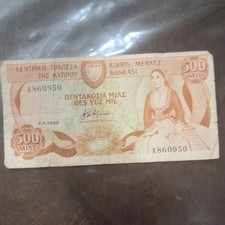 ΚΕΝΤΡΙΚΗ ΤΡΑΠΕΖΑ
ΤΗΣ ΚΥΠΡΟΥ
KIBRIS MERKEZ
BANKASI
500
MILS
A860950
ΠΕΝΤΑΚΟΣΙΑ ΜΙΛΣ
BEŞ YÜZ MİL
A860950
500
MILS